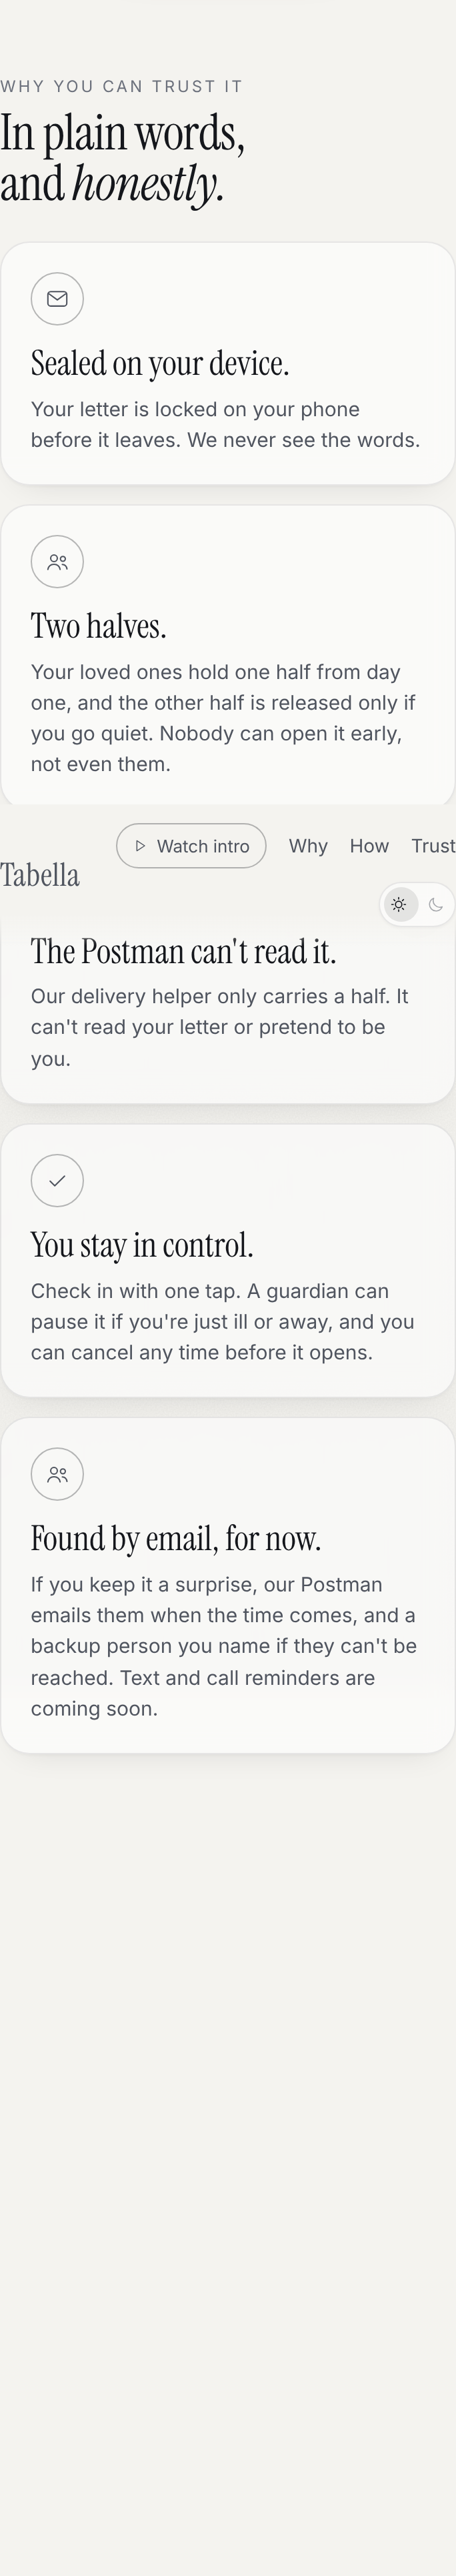 WHY YOU CAN TRUST IT
In plain words,
and honestly.
Sealed on your device.
Your letter is locked on your phone
before it leaves. We never see the words.
Two halves.
Your loved ones hold one half from day
one, and the other half is released only if
you go quiet. Nobody can open it early,
not even them.
Tabella
Watch intro Why How Trust
The Postman can't read it.
Our delivery helper only carries a half. It
can't read your letter or pretend to be
you.
You stay in control.
Check in with one tap. A guardian can
pause it if you're just ill or away, and you
can cancel any time before it opens.
Found by email, for now.
If you keep it a surprise, our Postman
emails them when the time comes, and a
backup person you name if they can't be
reached. Text and call reminders are
coming soon.